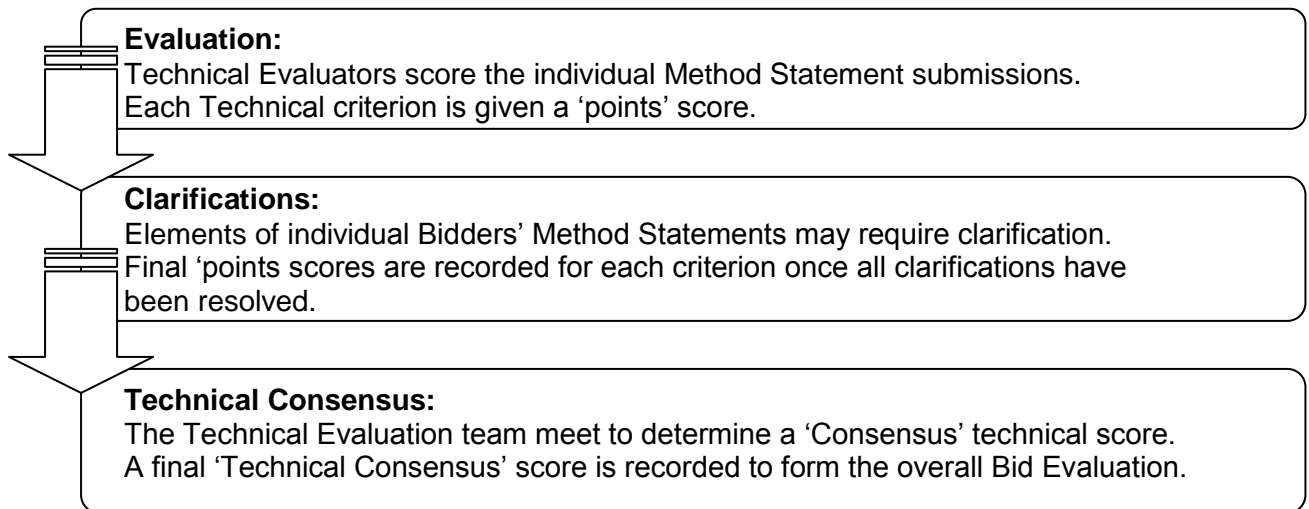 Evaluation:
Technical Evaluators score the individual Method Statement submissions.
Each Technical criterion is given a ‘points’ score.
Clarifications:
Elements of individual Bidders’ Method Statements may require clarification.
Final ‘points scores are recorded for each criterion once all clarifications have
been resolved.
Technical Consensus:
The Technical Evaluation team meet to determine a ‘Consensus’ technical score.
A final ‘Technical Consensus’ score is recorded to form the overall Bid Evaluation.